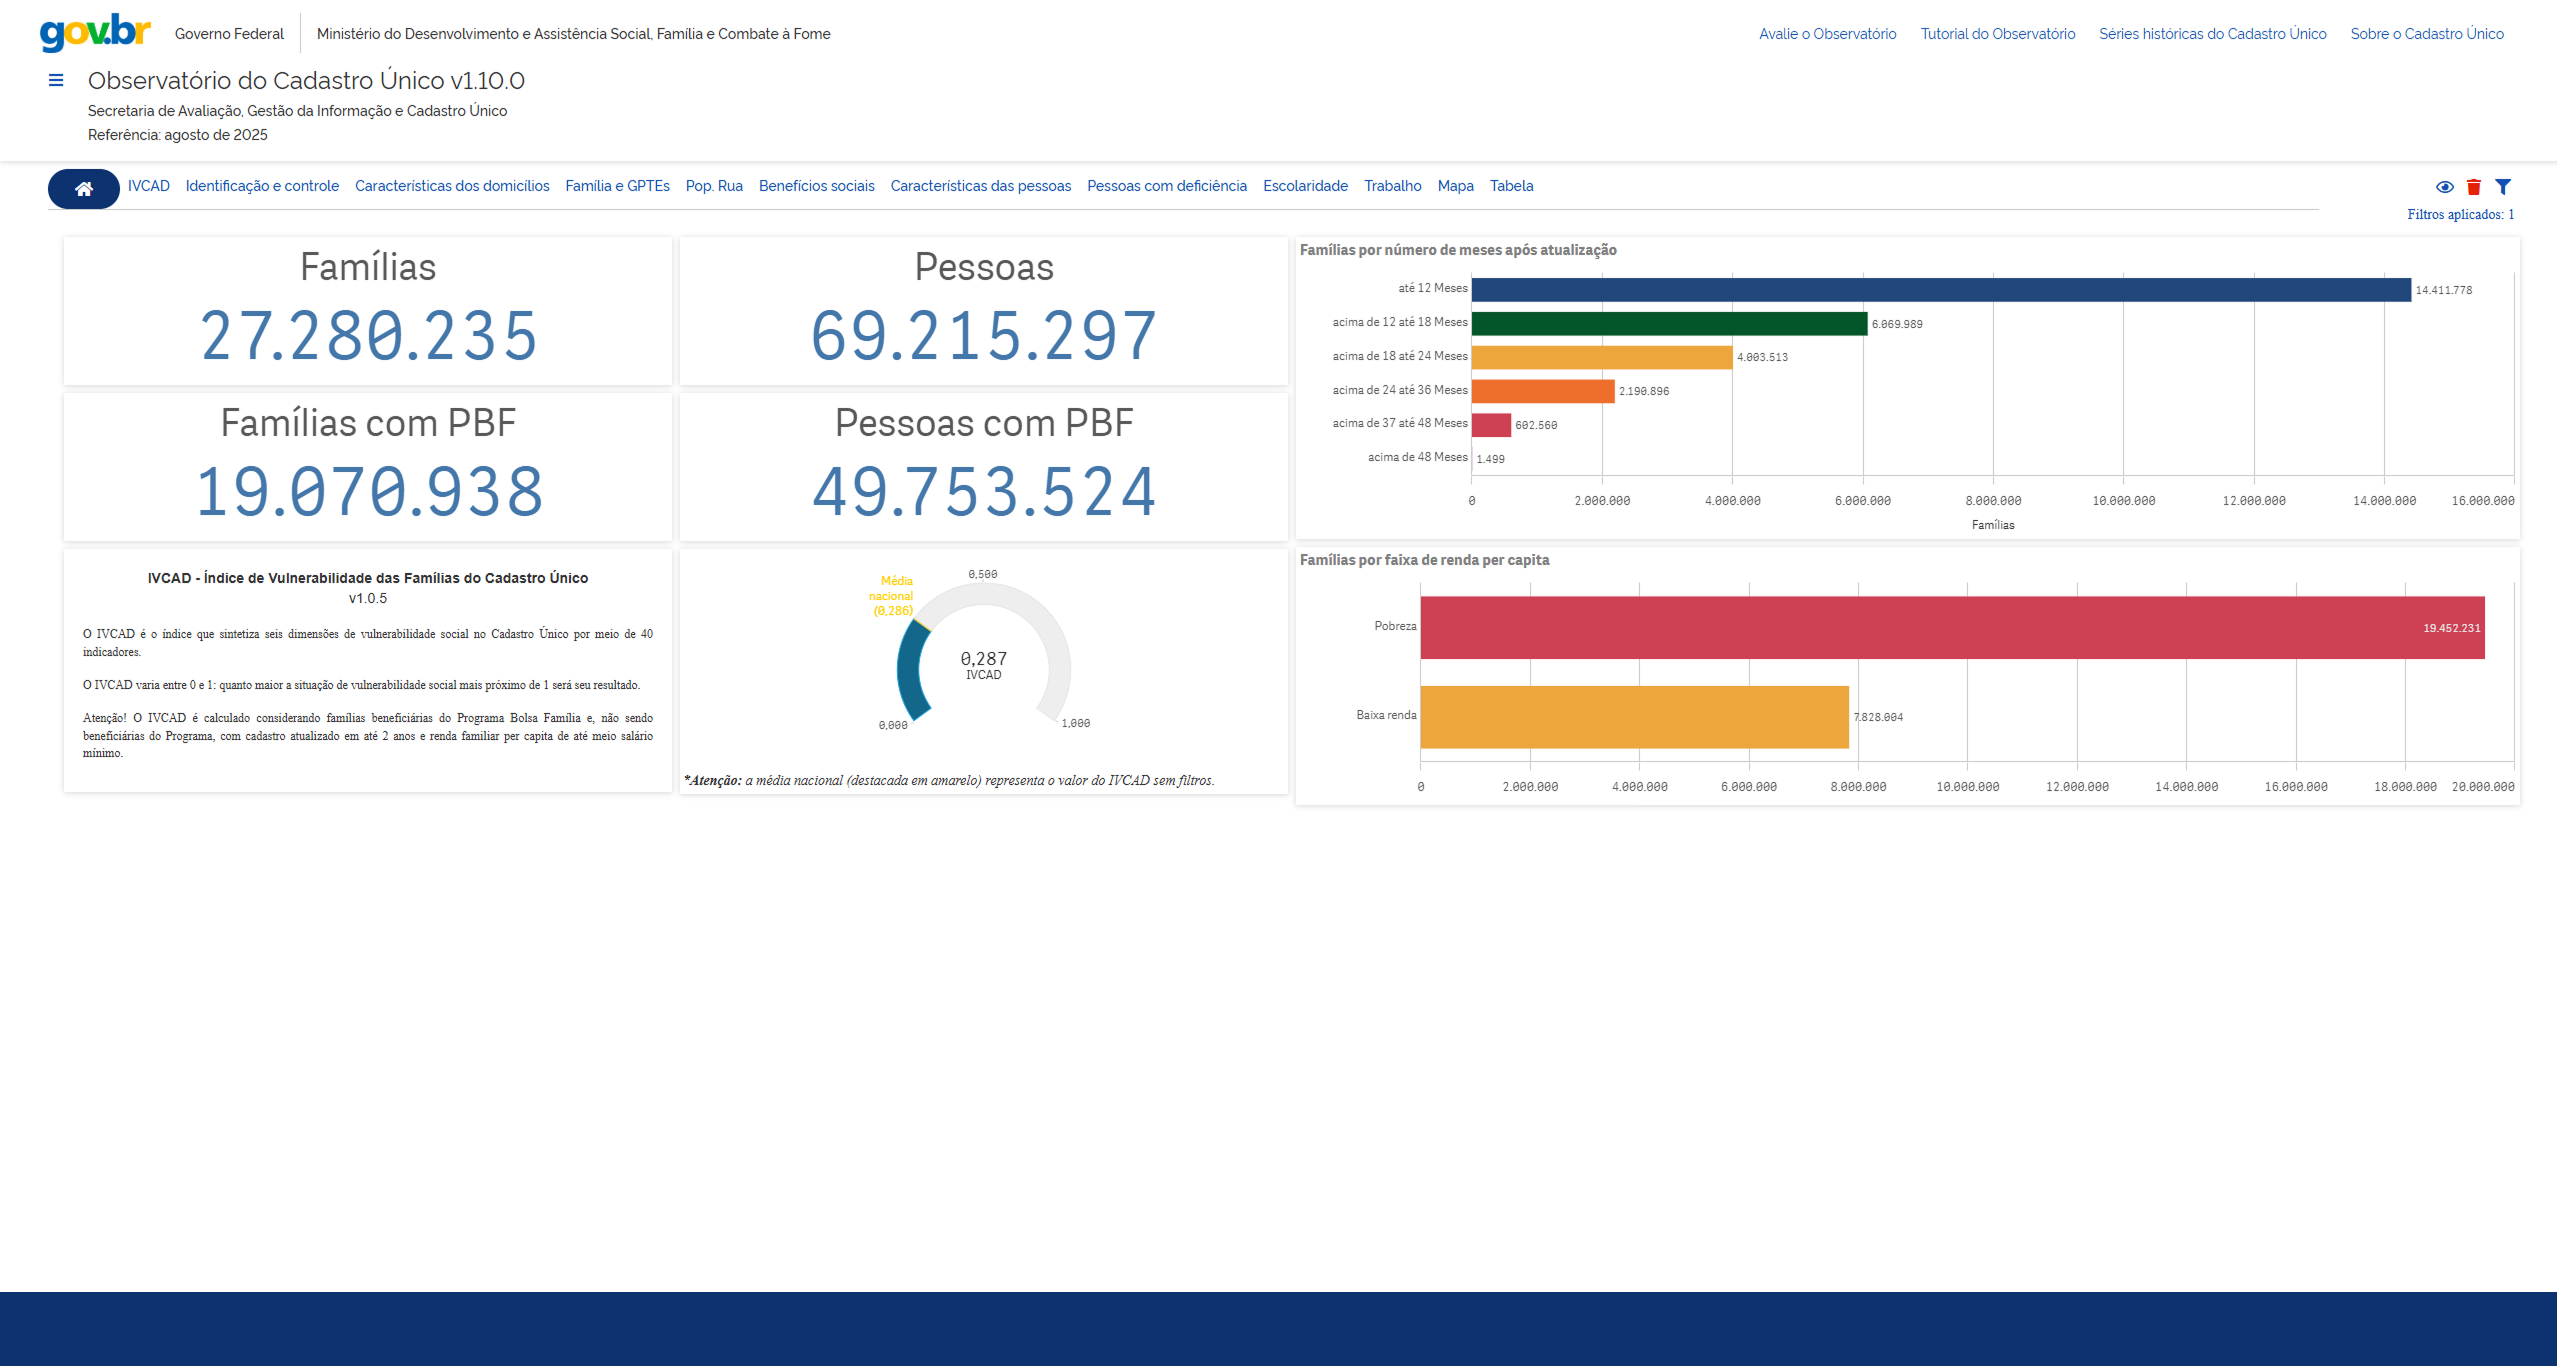 gov.br
Governo Federal
Ministério do Desenvolvimento e Assistência Social, Família e Combate à Fome
Avalie o Observatório
Tutorial do Observatório
Séries históricas do Cadastro Único
Sobre o Cadastro Único
Observatório do Cadastro Único v1.10.0
Secretaria de Avaliação, Gestão da Informação e Cadastro Único
Referência: agosto de 2025
IVCAD
Identificação e controle
Características dos domicílios
Família e GPTEs
Pop. Rua
Benefícios sociais
Características das pessoas
Pessoas com deficiência
Escolaridade
Trabalho
Mapa
Tabela
Filtros aplicados: 1
Famílias
27.280.235
Pessoas
69.215.297
Famílias com PBF
19.070.938
Pessoas com PBF
49.753.524
IVCAD - Índice de Vulnerabilidade das Famílias do Cadastro Único
v1.0.5
O IVCAD é o índice que sintetiza seis dimensões de vulnerabilidade social no Cadastro Único por meio de 40
indicadores.
O IVCAD varia entre 0 e 1: quanto maior a situação de vulnerabilidade social mais próximo de 1 será seu resultado.
Atenção! O IVCAD é calculado considerando famílias beneficiárias do Programa Bolsa Família e, não sendo
beneficiárias do Programa, com cadastro atualizado em até 2 anos e renda familiar per capita de até meio salário
mínimo.
0,500
Média
nacional
(0,286)
0,287
IVCAD
0,000
1,000
*Atenção: a média nacional (destacada em amarelo) representa o valor do IVCAD sem filtros.
Famílias por número de meses após atualização
até 12 Meses
14.411.778
acima de 12 até 18 Meses
6.069.989
acima de 18 até 24 Meses
4.003.513
acima de 24 até 36 Meses
2.190.896
acima de 37 até 48 Meses
602.560
acima de 48 Meses
1.499
0
2.000.000
4.000.000
6.000.000
8.000.000
10.000.000
12.000.000
14.000.000
16.000.000
Famílias
Famílias por faixa de renda per capita
Pobreza
19.452.231
Baixa renda
7.828.004
0
2.000.000
4.000.000
6.000.000
8.000.000
10.000.000
12.000.000
14.000.000
16.000.000
18.000.000
20.000.000